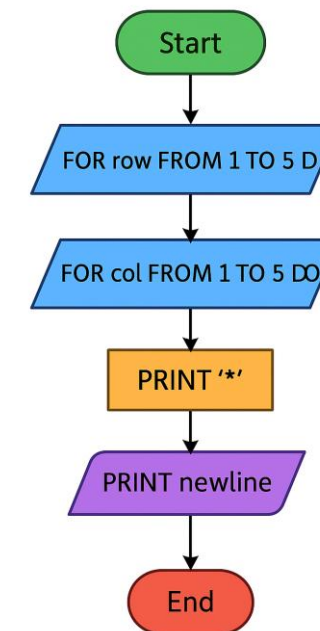 Start
FOR row FROM 1 TO 5 D
FOR col FROM 1 TO 5 DO
PRINT ‘*’
PRINT newline
End